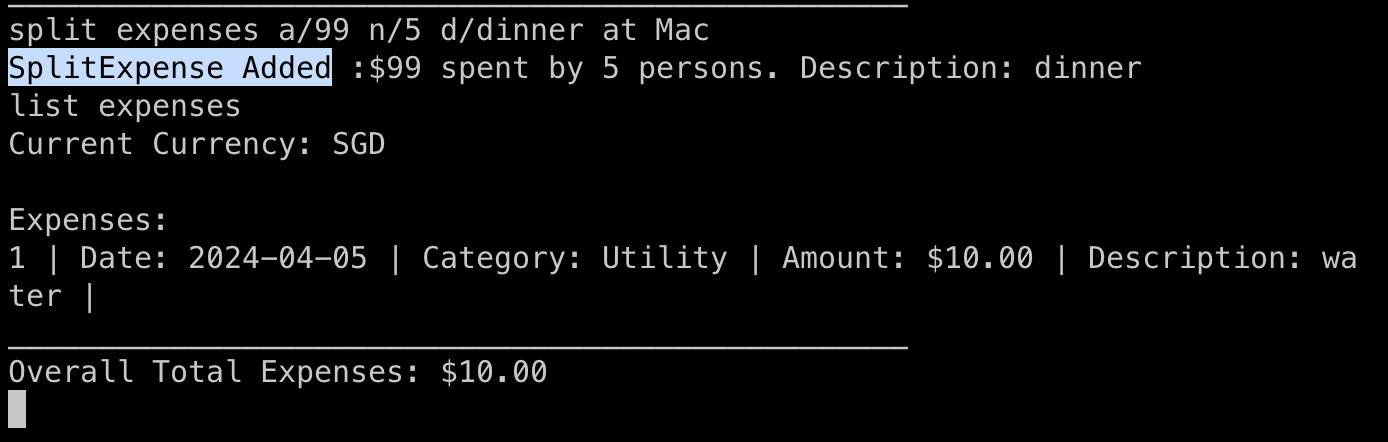 split expenses a/99 n/5 d/dinner at Mac
SplitExpense Added :$99 spent by 5 persons. Description: dinner
list expenses
Current Currency: SGD
Expenses:
1 | Date: 2024-04-05 | Category: Utility | Amount: $10.00 | Description: wa
ter |
Overall Total Expenses: $10.00